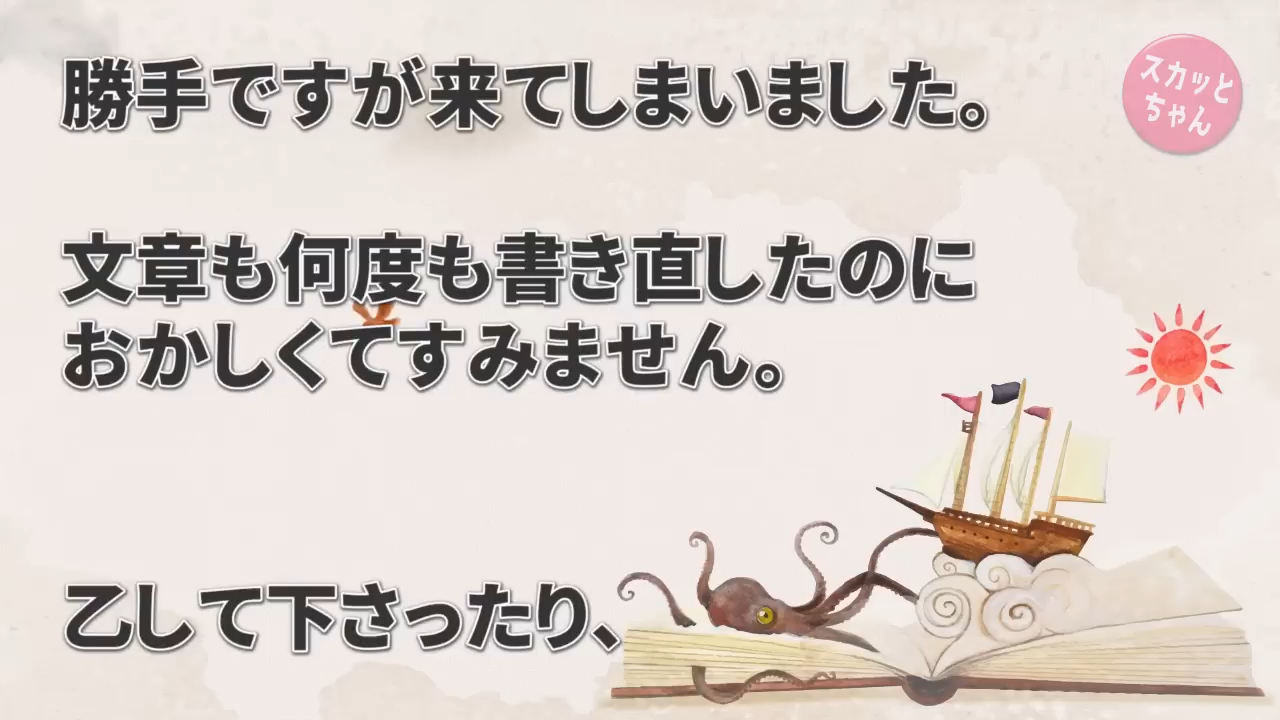 勝手ですが来てしまいました。
スカッと
ちゃん
文章も何度も書き直したのに
おかしくてすみません。
乙して下さったり、